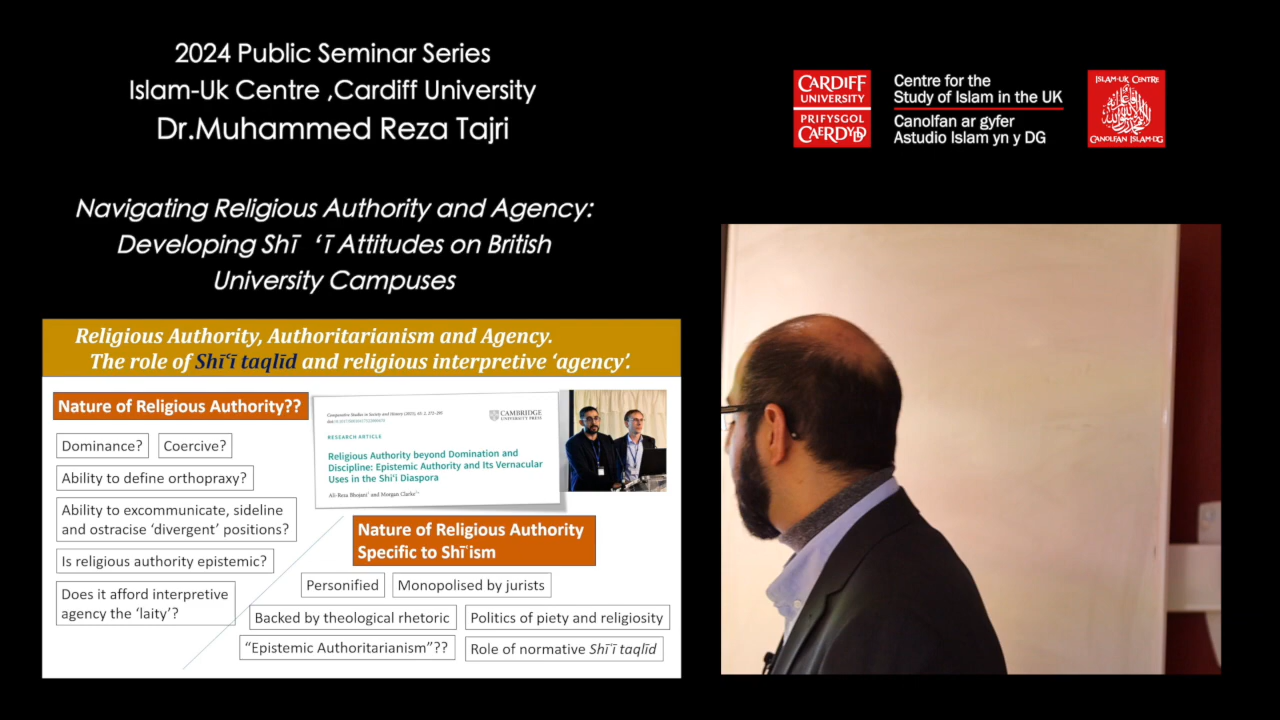 2024 Public Seminar Series
Islam-Uk Centre ,Cardiff University
Dr.Muhammed Reza Tajri
Navigating Religious Authority and Agency:
Developing Shī ‘ī Attitudes on British
University Campuses
CARDIFF
UNIVERSITY
PRIFYSGOL
CAERDYDD
Centre for the
Study of Islam in the UK
Canolfan ar gyfer
Astudio Islam yn y DG
ISLAM-UK CENTRE
CANOLFAN ISLAM-DG
Religious Authority, Authoritarianism and Agency.
The role of Shīʿī taqlīd and religious interpretive ‘agency’.
Nature of Religious Authority??
Dominance?
Coercive?
Ability to define orthopraxy?
Ability to excommunicate, sideline
and ostracise ‘divergent’ positions?
Is religious authority epistemic?
Does it afford interpretive
agency the ‘laity’?
CAMBRIDGE
UNIVERSITY PRESS
RESEARCH ARTICLE
Religious Authority beyond Domination and
Discipline: Epistemic Authority and Its Vernacular
Uses in the Shi‘i Diaspora
Ali-Reza Bhojani and Morgan Clarke
Nature of Religious Authority
Specific to Shīʿism
Personified
Monopolised by jurists
Backed by theological rhetoric
Politics of piety and religiosity
“Epistemic Authoritarianism”??
Role of normative Shīʿī taqlīd